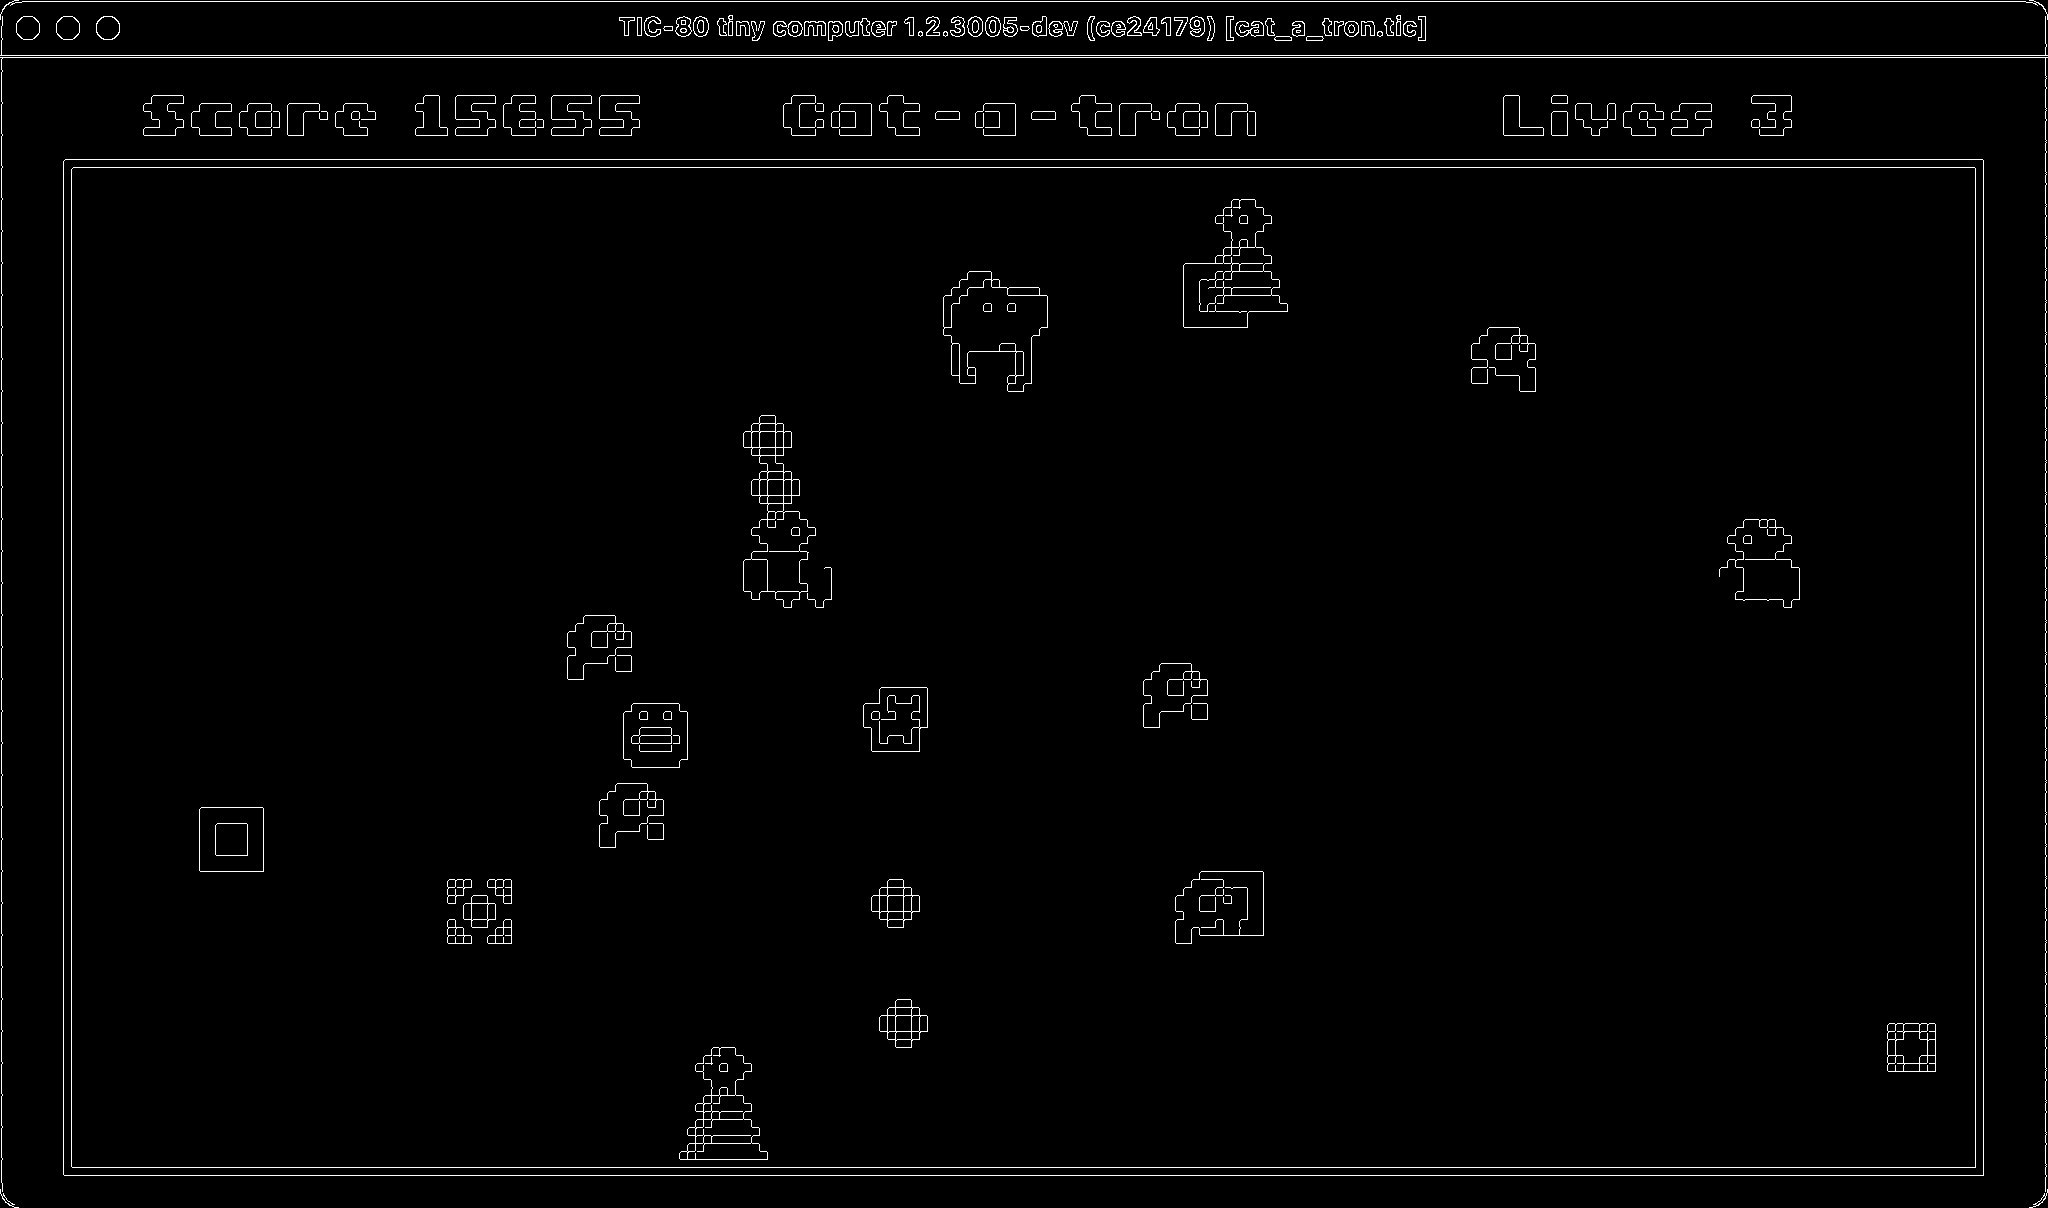 TIC-80 tiny computer 1.2.3005-dev (ce24179) [cat_a_tron.tic]
Score 15655 Cat-a-tron Lives 3